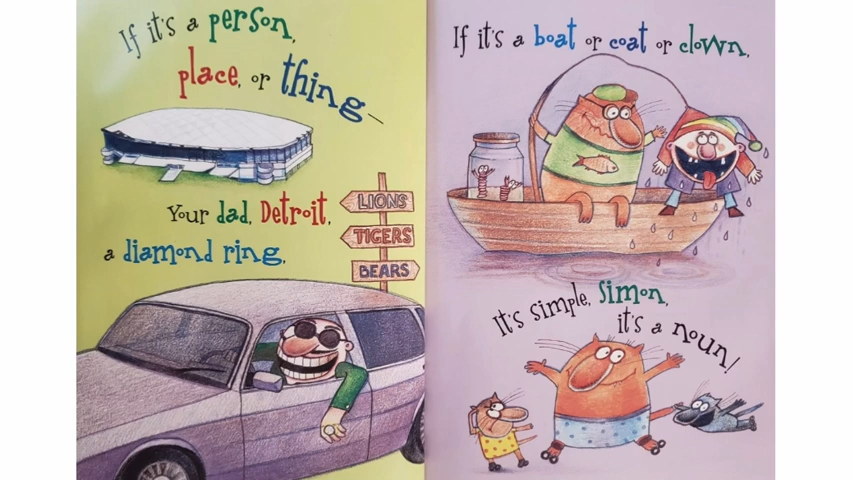 If it's a person,
place, or thing—
Your dad, Detroit,
a diamond ring,
LIONS
TIGERS
BEARS
If it's a boat or coat or clown,
It's simple, Simon,
it's a noun!